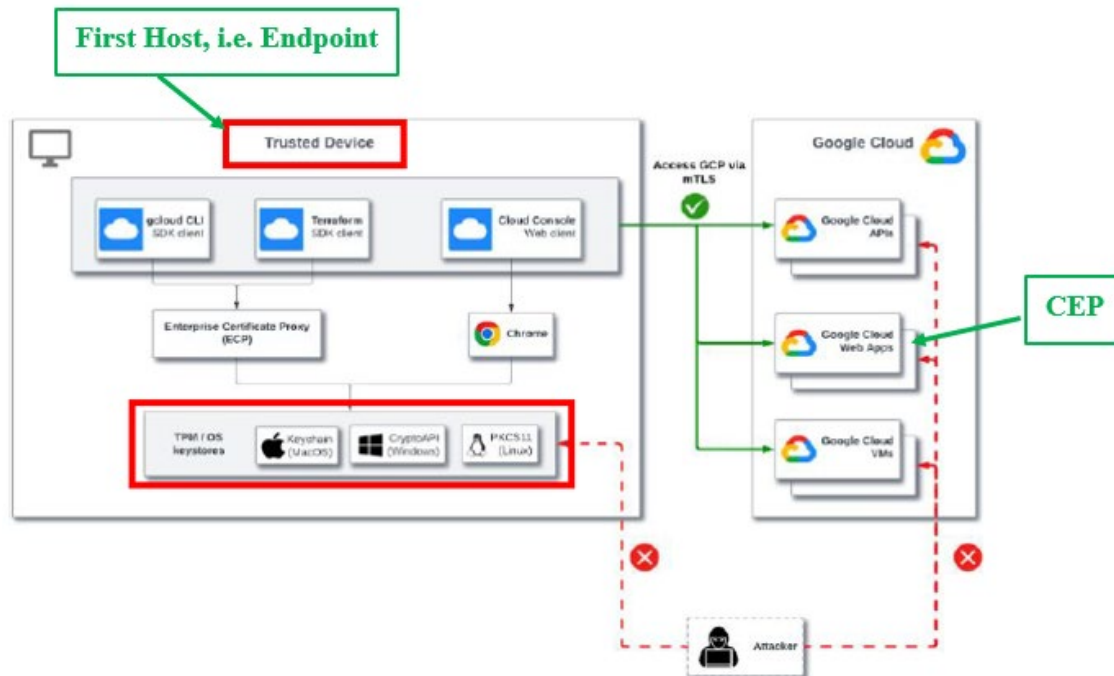 First Host, i.e. Endpoint
Trusted Device
Google Cloud
Access GCP via
mTLS
gcloud CLI
SDK client
Terraform
SDK client
Cloud Console
Web client
Google Cloud
APIs
CEP
Enterprise Certificate Proxy
(ECP)
Chrome
Google Cloud
Web Apps
TPM / OS
keystores
Keychain
(MacOS)
CryptoAPI
(Windows)
PKCS11
(Linux)
Google Cloud
VMs
Attacker